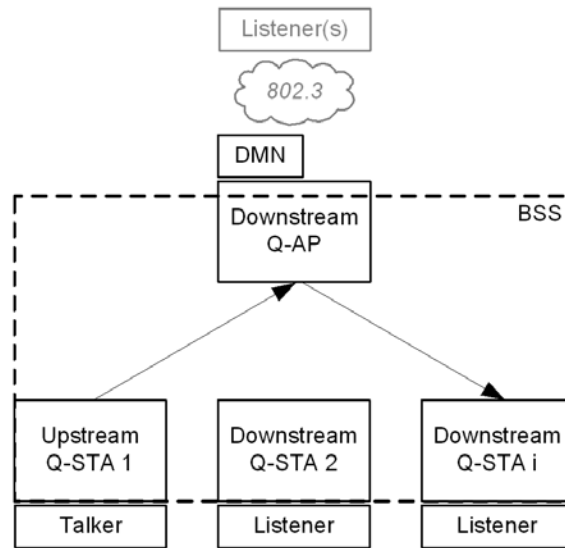 Listener(s)
802.3
DMN
Downstream
Q-AP
BSS
Upstream
Q-STA 1
Downstream
Q-STA 2
Downstream
Q-STA i
Talker
Listener
Listener